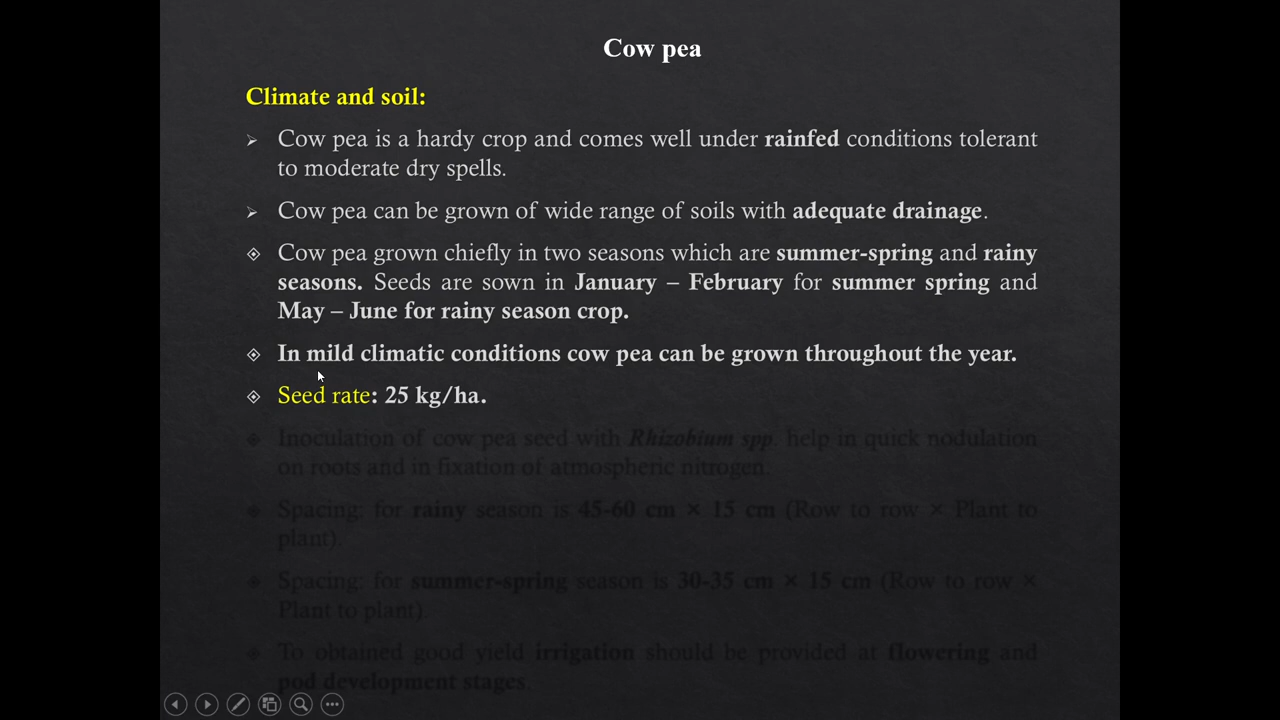 Cow pea
Climate and soil:
Cow pea is a hardy crop and comes well under rainfed conditions tolerant
to moderate dry spells.
Cow pea can be grown of wide range of soils with adequate drainage.
Cow pea grown chiefly in two seasons which are summer-spring and rainy
seasons. Seeds are sown in January – February for summer spring and
May – June for rainy season crop.
In mild climatic conditions cow pea can be grown throughout the year.
Seed rate: 25 kg/ha.
Inoculation of cow pea seed with Rhizobium spp. help in quick nodulation
on roots and in fixation of atmospheric nitrogen.
Spacing: for rainy season is 45-60 cm × 15 cm (Row to row × Plant to
plant).
Spacing: for summer-spring season is 30-35 cm × 15 cm (Row to row ×
Plant to plant).
To obtained good yield irrigation should be provided at flowering and
pod development stages.